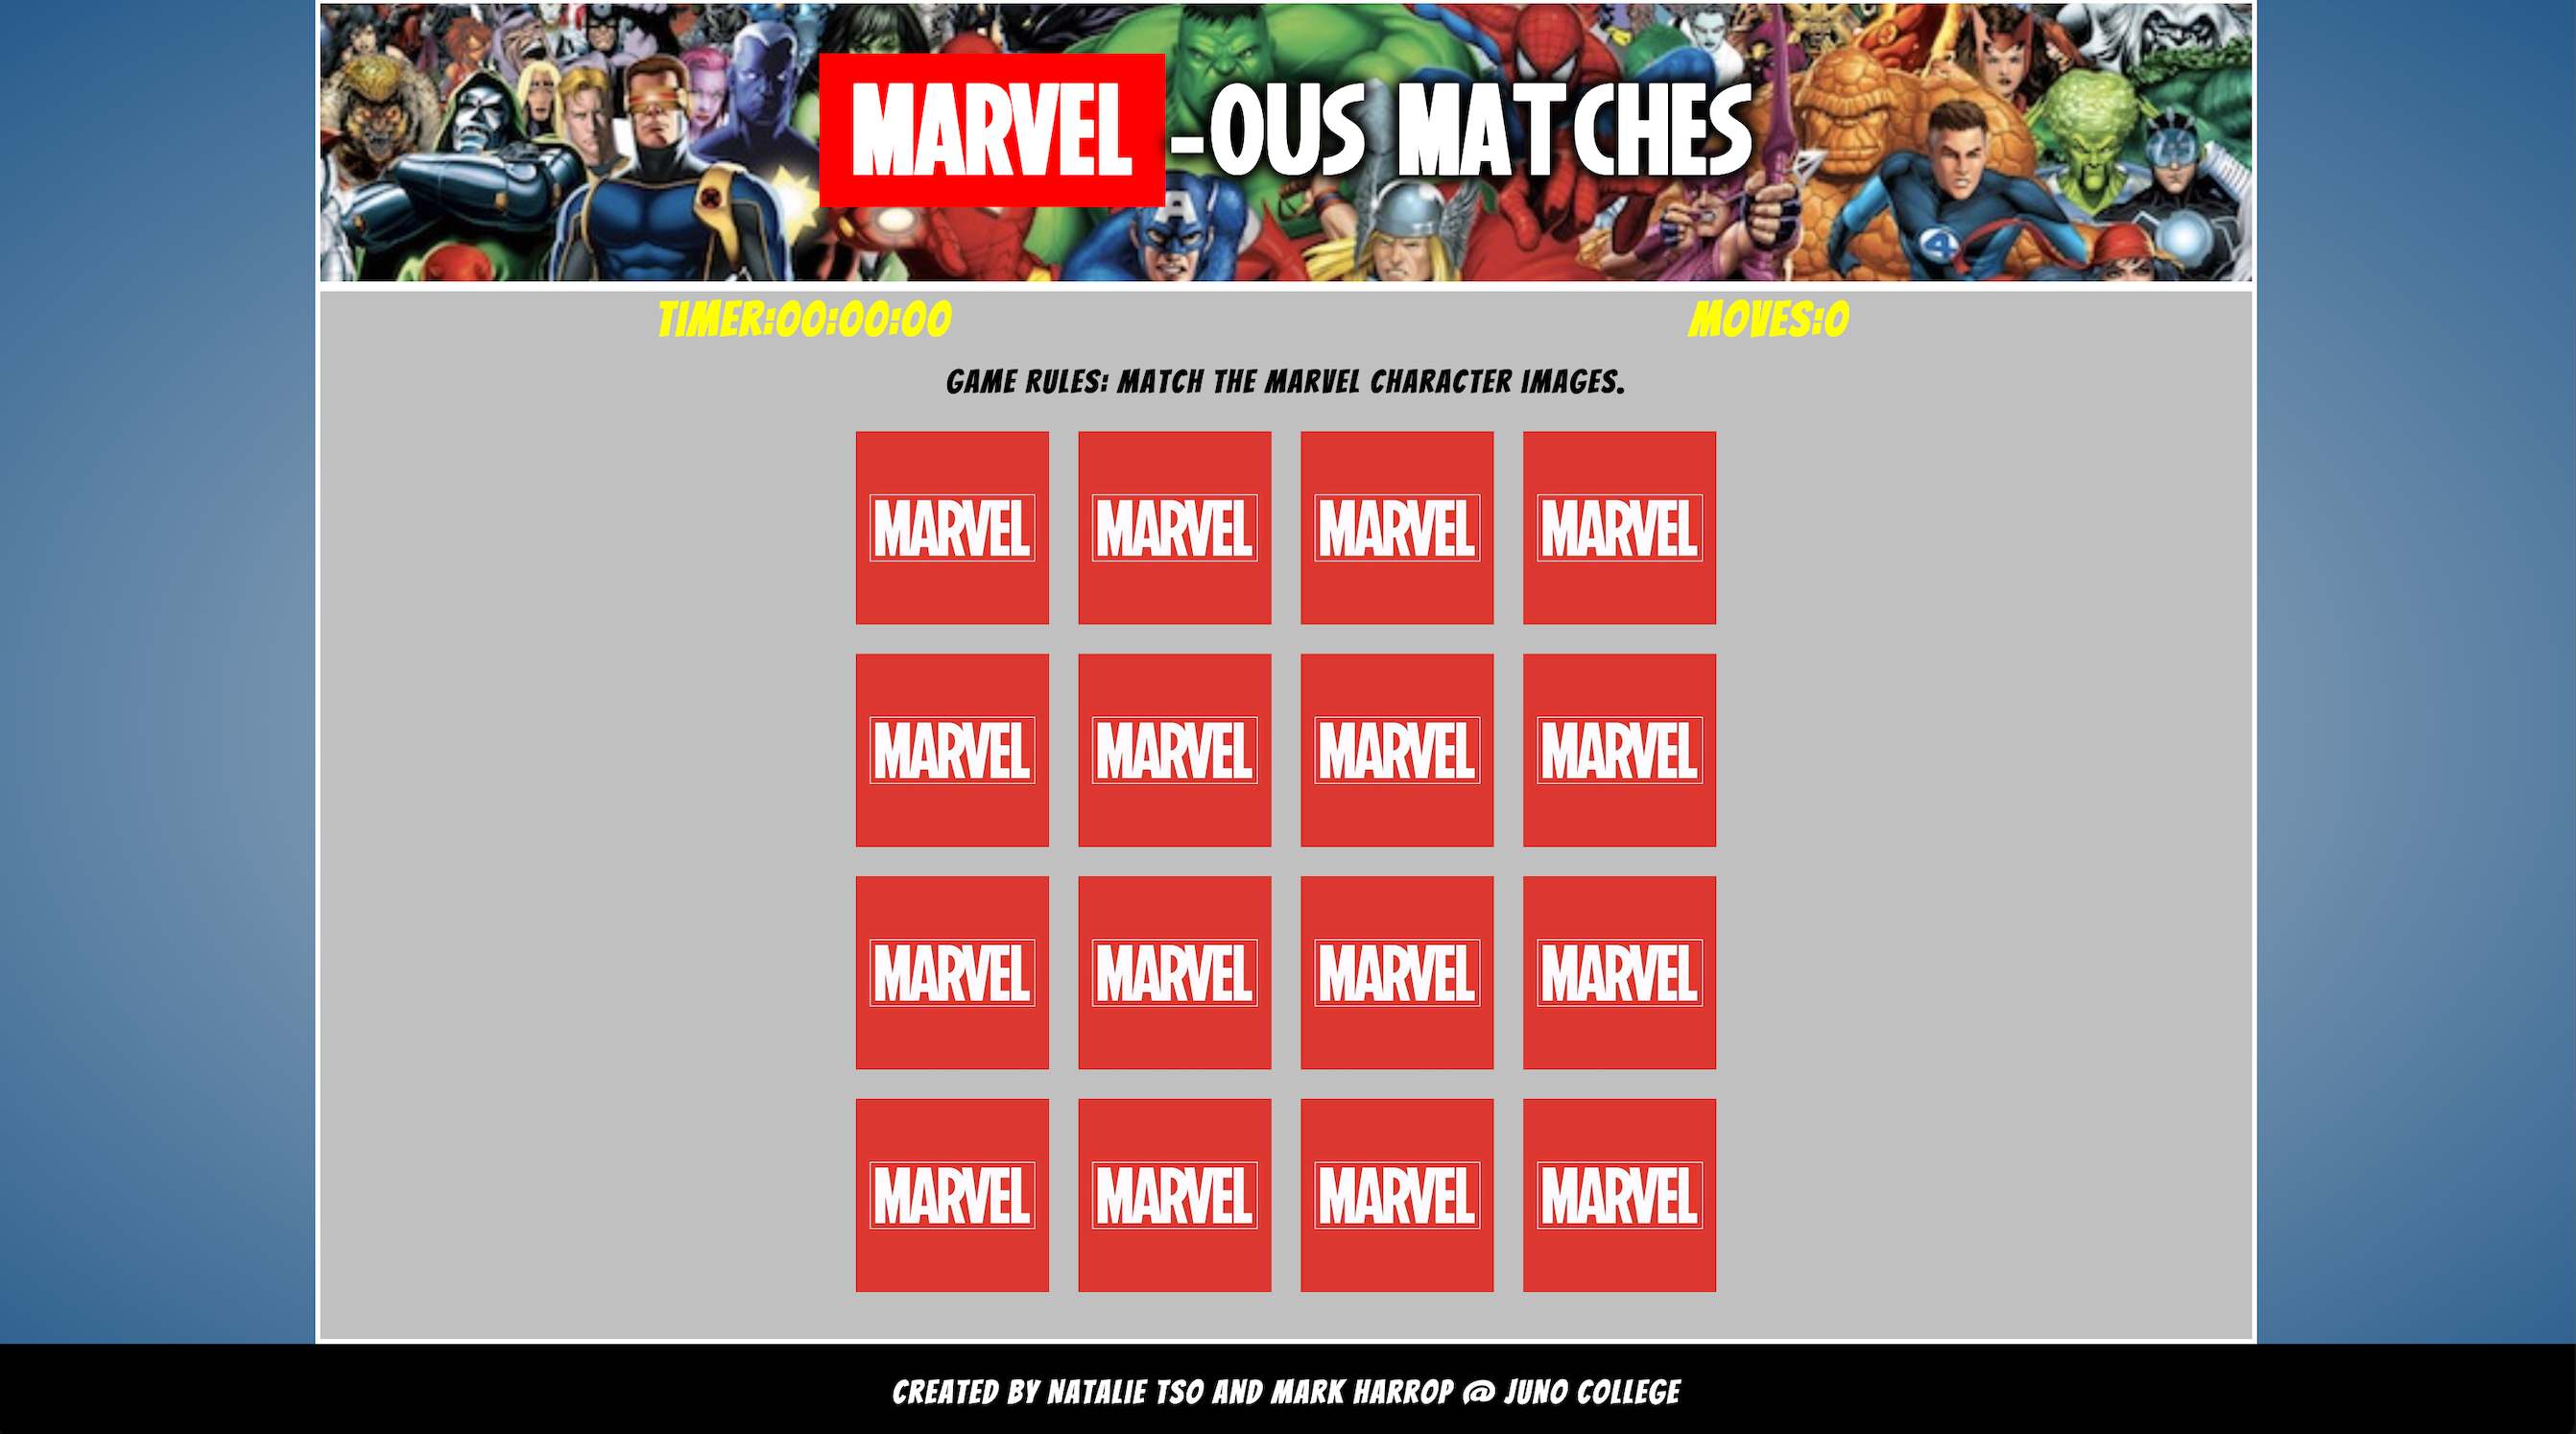 MARVEL -OUS MATCHES
TIMER:00:00:00 MOVES:0
GAME RULES: MATCH THE MARVEL CHARACTER IMAGES.
MARVEL MARVEL MARVEL MARVEL
MARVEL MARVEL MARVEL MARVEL
MARVEL MARVEL MARVEL MARVEL
MARVEL MARVEL MARVEL MARVEL
CREATED BY NATALIE TSO AND MARK HARROP @ JUNO COLLEGE